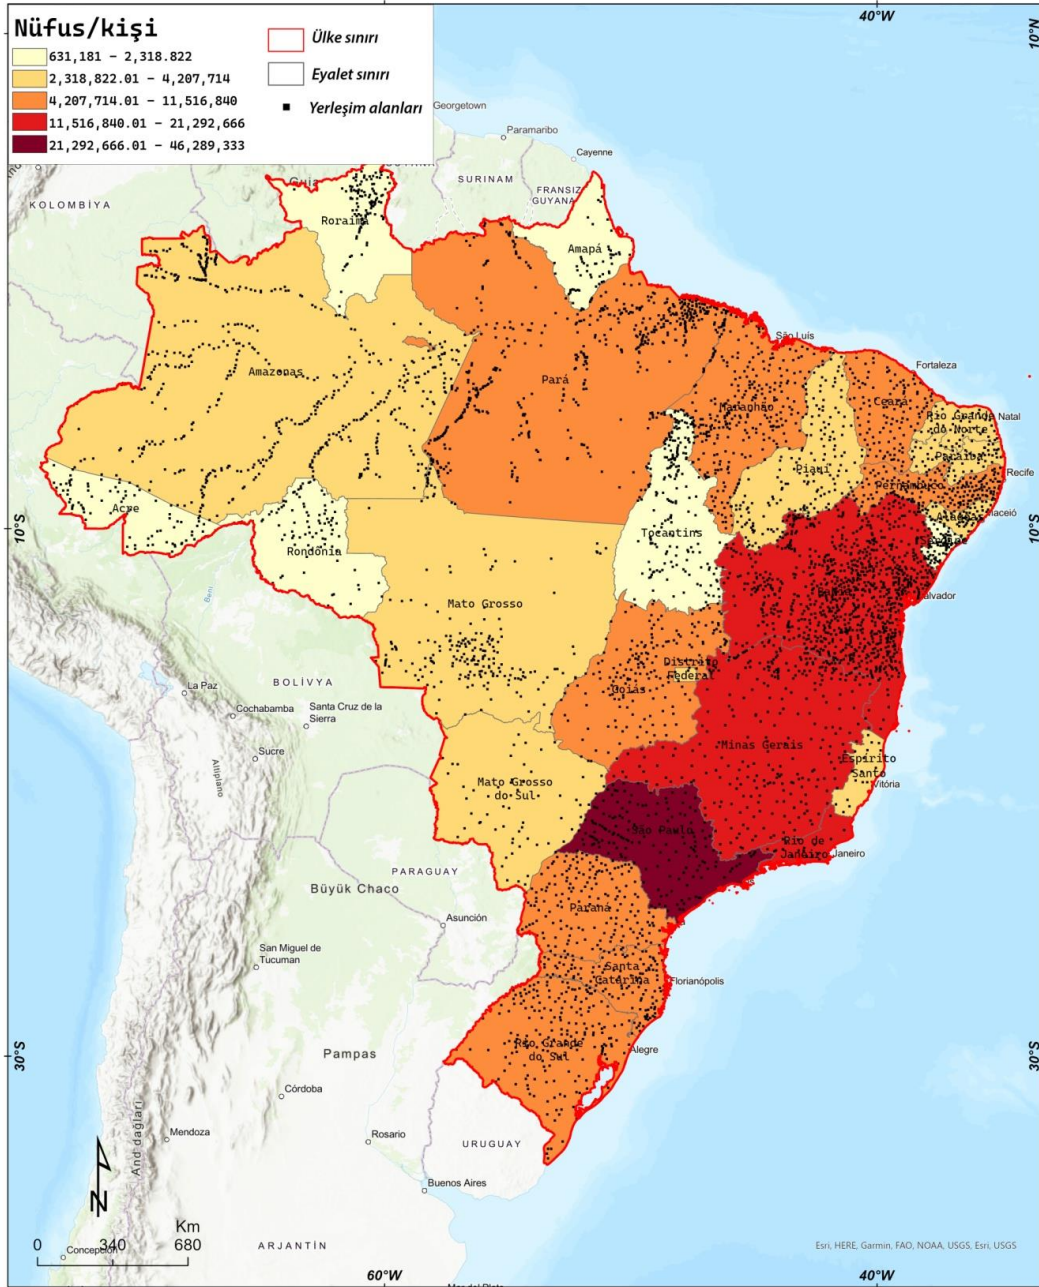 40°W
10°N
Nüfus/kişi
631,181 - 2,318.822
2,318,822.01 - 4,207,714
4,207,714.01 - 11,516,840
11,516,840.01 - 21,292,666
21,292,666.01 - 46,289,333
Ülke sınırı
Eyalet sınırı
Yerleşim alanları
Georgetown
Paramaribo
Cayenne
SURINAM
FRANSIZ
GUYANA
KOLOMBİYA
Roraima
Amapá
São Luís
Fortaleza
Amazonas
Pará
Maranhão
Ceará
Rio Grande
do Norte
Natal
Paraíba
Piauí
Recife
Pernambuco
Acre
10°S
Rondônia
Tocantins
Alagoas
Maceió
Sergipe
10°S
Beni
Bahia
alvador
Mato Grosso
Distrito
Federal
Goiás
La Paz
BOLİVYA
Cochabamba
Santa Cruz de la
Sierra
Sucre
Altiplano
Minas Gerais
Espírito
Santo
Vitória
Mato Grosso
do Sul
São Paulo
Rio de
Janeiro
Janeiro
PARAGUAY
Büyük Chaco
Asunción
Paraná
San Miguel de
Tucuman
Santa
Catarina
Florianópolis
Rio Grande
do Sul
Alegre
30°S
Pampas
30°S
Córdoba
And dağları
Mendoza
Rosario
URUGUAY
N
Buenos Aires
Km
0 340 680
Concepción
ARJANTİN
Esri, HERE, Garmin, FAO, NOAA, USGS, Esri, USGS
60°W
40°W